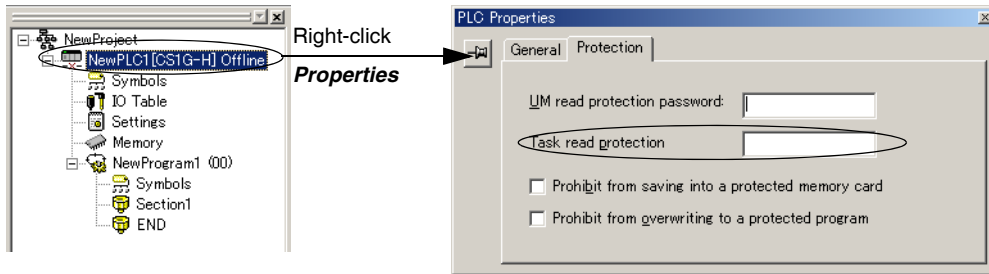 NewProject
NewPLC1[CS1G-H] Offline
Symbols
IO Table
Settings
Memory
NewProgram1 (00)
Symbols
Section1
END
Right-click
Properties
PLC Properties
General Protection
UM read protection password:
Task read protection
Prohibit from saving into a protected memory card
Prohibit from overwriting to a protected program